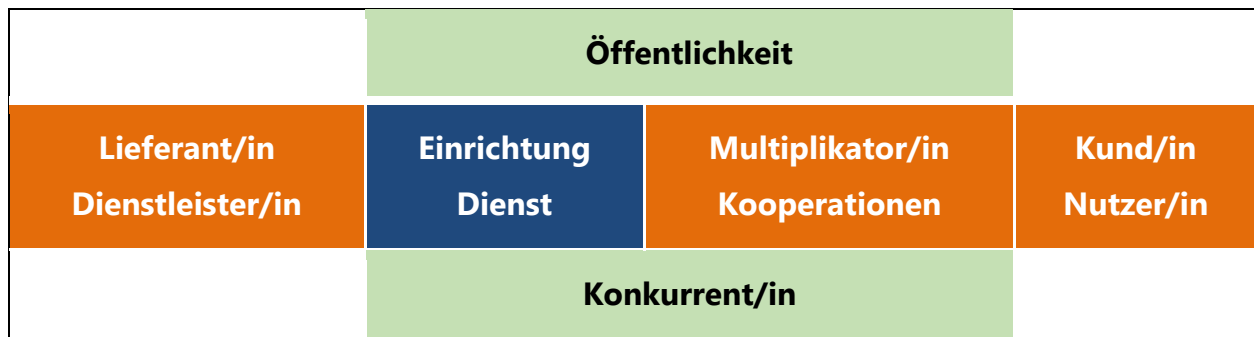 Öffentlichkeit
Lieferant/in
Dienstleister/in
Einrichtung
Dienst
Multiplikator/in
Kooperationen
Kund/in
Nutzer/in
Konkurrent/in